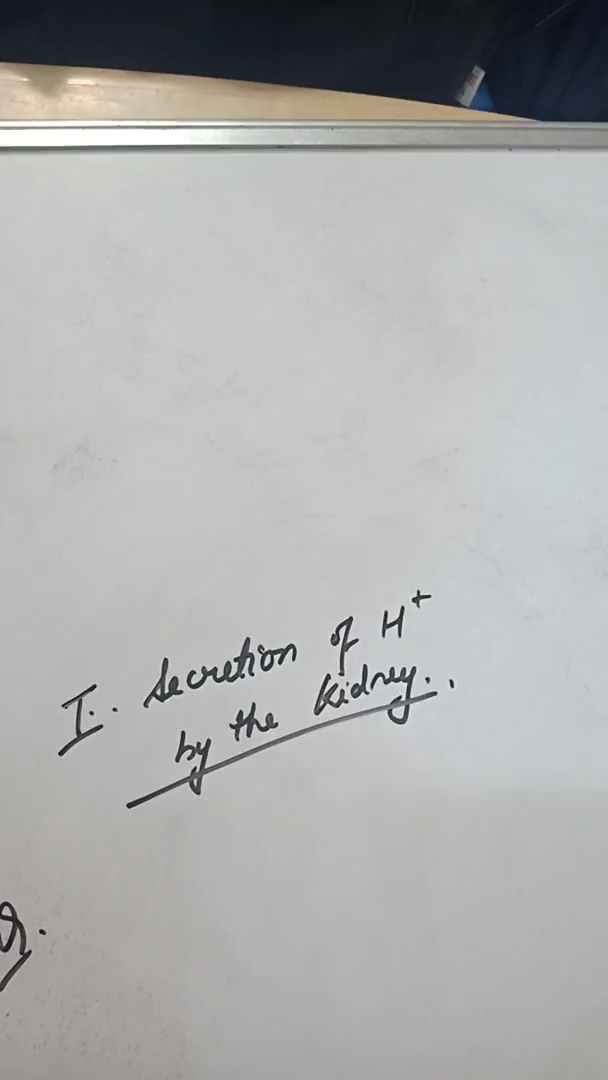 I. Secretion of H⁺
by the kidney.